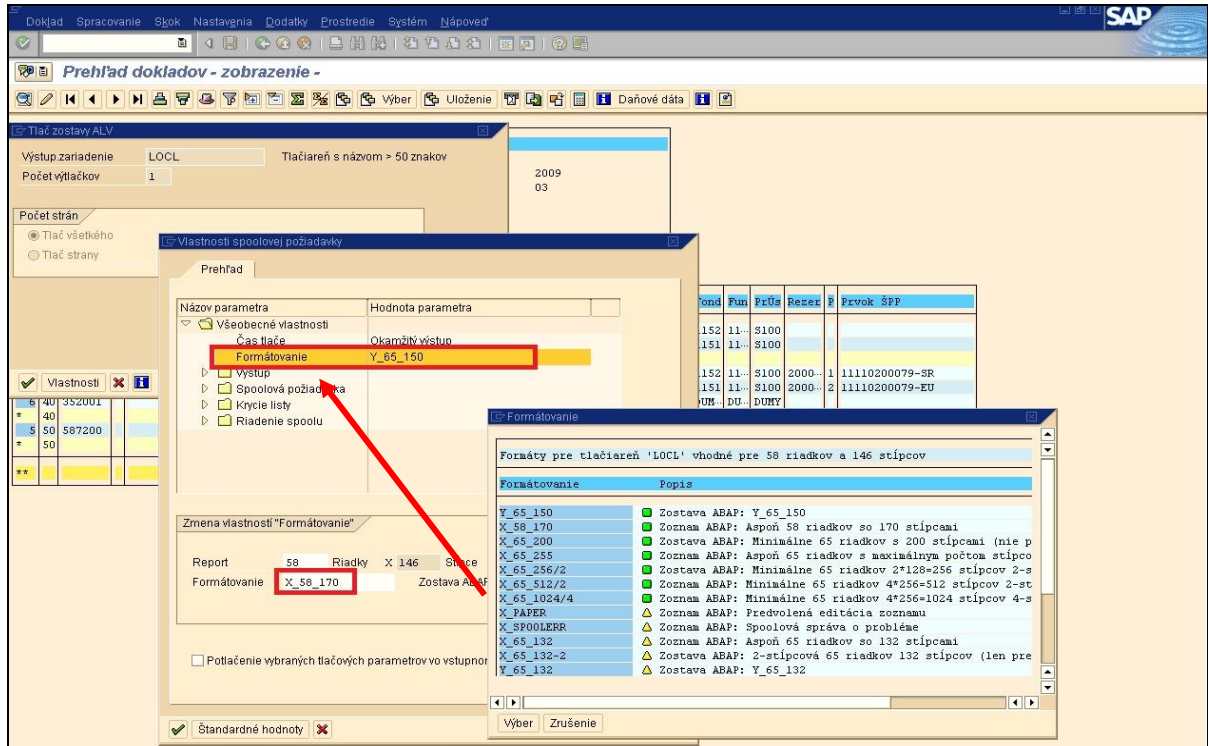 Doklad Spracovanie Skok Nastavenia Dodatky Prostredie Systém Nápoveď
SAP
Prehľad dokladov - zobrazenie -
Výber Uloženie Daňové dáta
Tlač zostavy ALV
Výstup.zariadenie LOCL Tlačiareň s názvom > 50 znakov
Počet výtlačkov 1
2009
03
Počet strán
Tlač všetkého
Tlač strany
Vlastnosti
Vlastnosti spoolovej požiadavky
Prehľad
Názov parametra Hodnota parametra
Všeobecné vlastnosti
Čas tlače Okamžitý výstup
Formátovanie Y_65_150
Výstup
Spoolová požiadavka
Krycie listy
Riadenie spoolu
ond Fun PrÚs Rezer P Prvok ŠPP
152 11... S100
151 11... S100
152 11... S100 2000... 1 11110200079-SR
151 11... S100 2000... 2 11110200079-EU
DU... DUMY
6 40 352001
* 40
5 50 587200
* 50
**
Zmena vlastností "Formátovanie"
Report 58 Riadky X 146
Formátovanie X_58_170 Zostava ABAP
Potlačenie vybraných tlačových parametrov vo vstupnom
Štandardné hodnoty
Formátovanie
Formáty pre tlačiareň 'LOCL' vhodné pre 58 riadkov a 146 stĺpcov
Formátovanie Popis
Y_65_150 Zostava ABAP: Y_65_150
X_58_170 Zoznam ABAP: Aspoň 58 riadkov so 170 stĺpcami
X_65_200 Zoznam ABAP: Minimálne 65 riadkov s 200 stĺpcami (nie p
X_65_255 Zoznam ABAP: Aspoň 65 riadkov s maximálnym počtom stĺpco
X_65_256/2 Zoznam ABAP: Minimálne 65 riadkov 2*128=256 stĺpcov 2-s
X_65_512/2 Zoznam ABAP: Minimálne 65 riadkov 4*256=512 stĺpcov 2-st
X_65_1024/4 Zoznam ABAP: Minimálne 65 riadkov 4*256=1024 stĺpcov 4-s
X_PAPER Zoznam ABAP: Predvolená editácia zoznamu
X_SPOOLERR Zoznam ABAP: Spoolová správa o probléme
X_65_132 Zoznam ABAP: Aspoň 65 riadkov so 132 stĺpcami
X_65_132-2 Zostava ABAP: 2-stĺpcová 65 riadkov 132 stĺpcov (len pre
Y_65_132 Zostava ABAP: Y_65_132
Výber Zrušenie